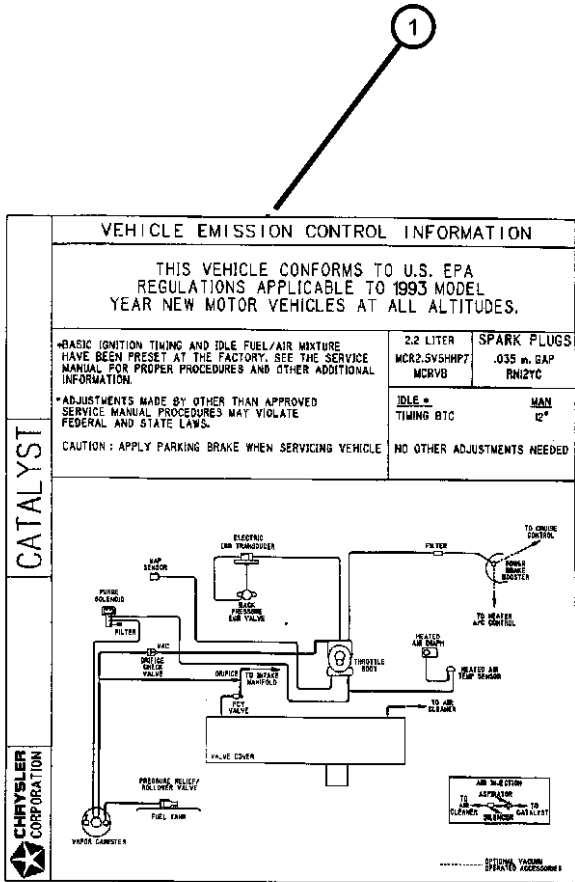 1
VEHICLE EMISSION CONTROL INFORMATION
THIS VEHICLE CONFORMS TO U.S. EPA
REGULATIONS APPLICABLE TO 1993 MODEL
YEAR NEW MOTOR VEHICLES AT ALL ALTITUDES.
*BASIC IGNITION TIMING AND IDLE FUEL/AIR MIXTURE
HAVE BEEN PRESET AT THE FACTORY. SEE THE SERVICE
MANUAL FOR PROPER PROCEDURES AND OTHER ADDITIONAL
INFORMATION.
*ADJUSTMENTS MADE BY OTHER THAN APPROVED
SERVICE MANUAL PROCEDURES MAY VIOLATE
FEDERAL AND STATE LAWS.
CAUTION : APPLY PARKING BRAKE WHEN SERVICING VEHICLE
2.2 LITER
MCR2.5V5HHP7
MCRVB
SPARK PLUGS
.035 in. GAP
RN12YC
IDLE *
MAN
TIMING BTC
12°
NO OTHER ADJUSTMENTS NEEDED
CATALYST
CHRYSLER
CORPORATION
ELECTRIC
EGR TRANSDUCER
MAP
SENSOR
BACK
PRESSURE
EGR VALVE
FILTER
TO CRUISE
CONTROL
POWER
BRAKE
BOOSTER
TO HEATER
A/C CONTROL
PURGE
SOLENOID
FILTER
VAC
ORIFICE
CHECK
VALVE
ORIFICE
TO INTAKE
MANIFOLD
PCV
VALVE
THROTTLE
BODY
HEATED
AIR DIAPH
HEATED AIR
TEMP SENSOR
TO AIR
CLEANER
VALVE COVER
PRESSURE RELIEF/
ROLLOVER VALVE
FUEL TANK
VAPOR CANISTER
AIR INJECTION
ASPIRATOR
TO
AIR
CLEANER
TO
CATALYST
SILENCER
OPTIONAL VACUUM
OPERATED ACCESSORIES